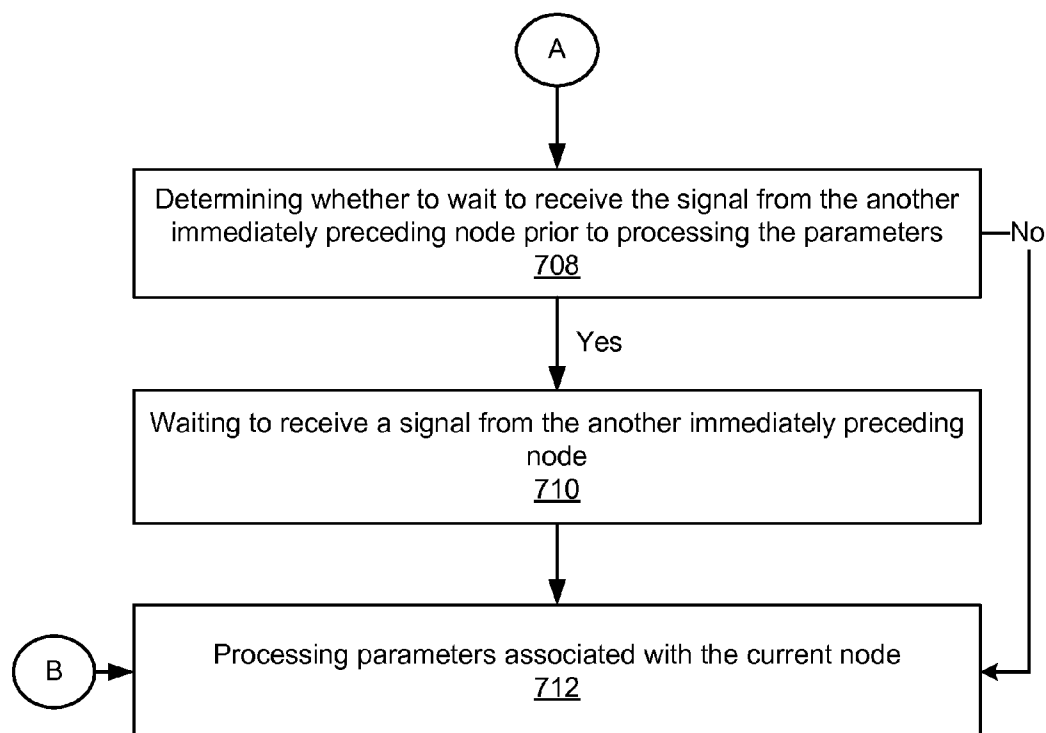 A
Determining whether to wait to receive the signal from the another
immediately preceding node prior to processing the parameters
708
No
Yes
Waiting to receive a signal from the another immediately preceding
node
710
B
Processing parameters associated with the current node
712